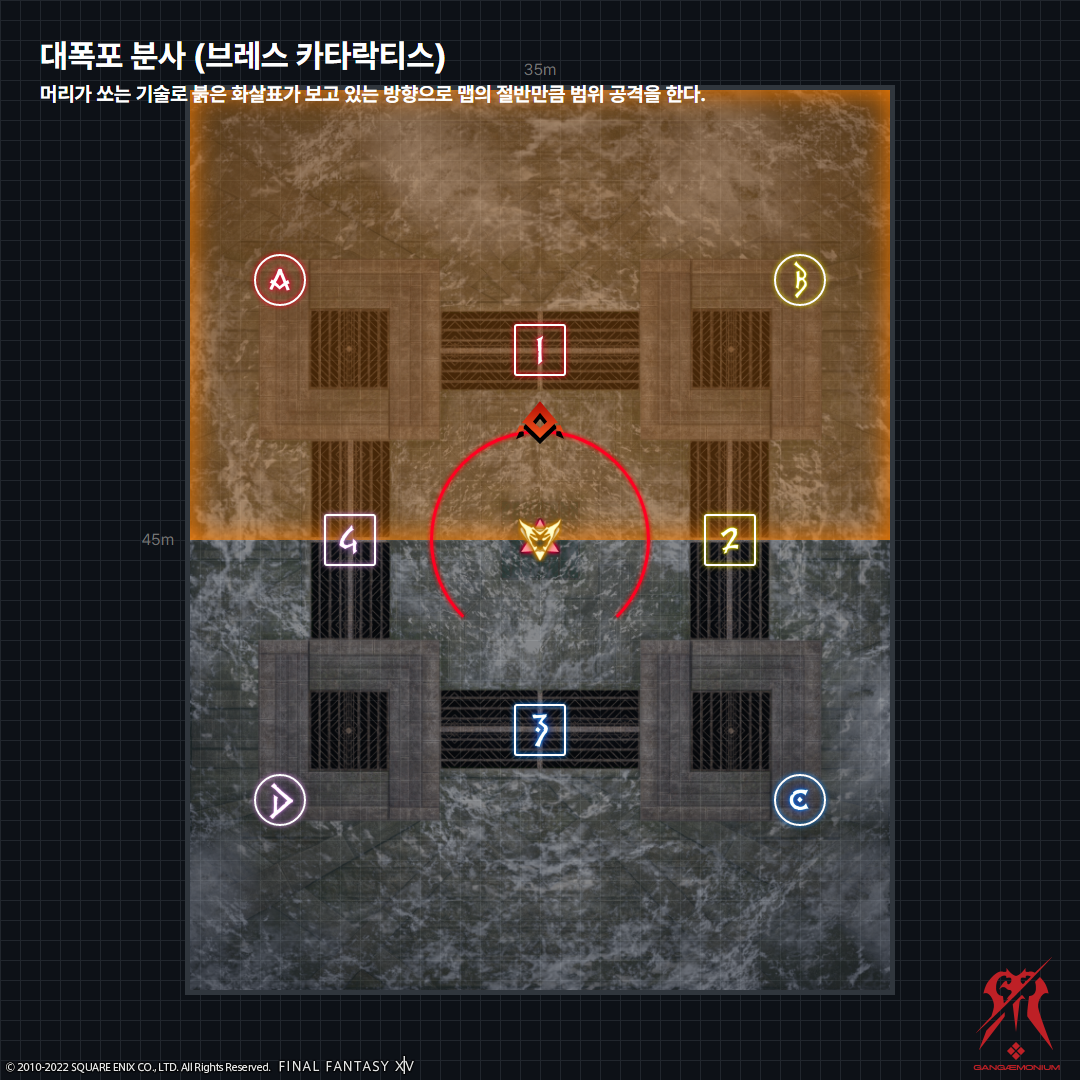 대폭포 분사 (브레스 카타락티스)
35m
머리가 쏘는 기술로 붉은 화살표가 보고 있는 방향으로 맵의 절반만큼 범위 공격을 한다.
A
B
1
4
2
45m
3
D
C
GANGÆMONIUM
© 2010-2022 SQUARE ENIX CO., LTD. All Rights Reserved. FINAL FANTASY XIV